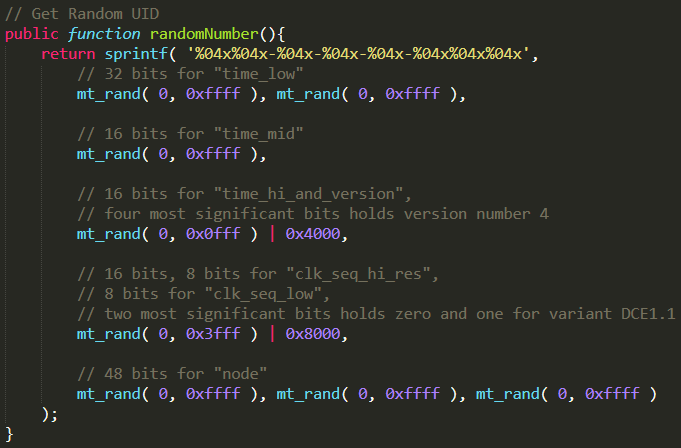 // Get Random UID
public function randomNumber(){
    return sprintf( '%04x%04x-%04x-%04x-%04x-%04x%04x%04x',
        // 32 bits for "time_low"
        mt_rand( 0, 0xffff ), mt_rand( 0, 0xffff ),

        // 16 bits for "time_mid"
        mt_rand( 0, 0xffff ),

        // 16 bits for "time_hi_and_version",
        // four most significant bits holds version number 4
        mt_rand( 0, 0x0fff ) | 0x4000,

        // 16 bits, 8 bits for "clk_seq_hi_res",
        // 8 bits for "clk_seq_low",
        // two most significant bits holds zero and one for variant DCE1.1
        mt_rand( 0, 0x3fff ) | 0x8000,

        // 48 bits for "node"
        mt_rand( 0, 0xffff ), mt_rand( 0, 0xffff ), mt_rand( 0, 0xffff )
    );
}